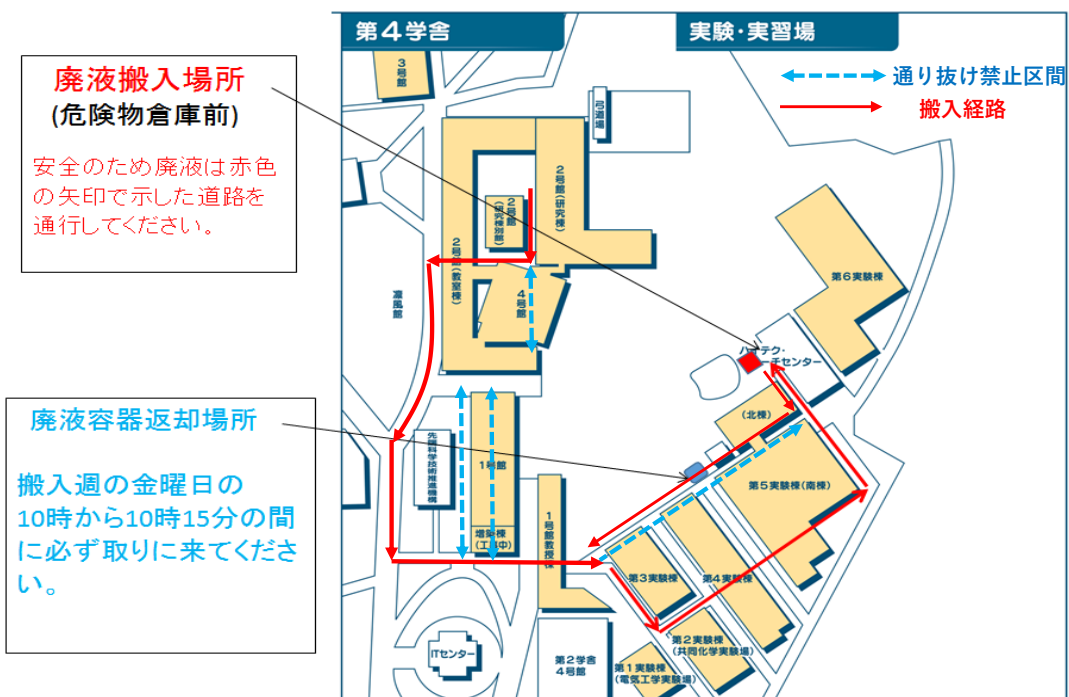 第4学舎
実験・実習場
3号館
廃液搬入場所
(危険物倉庫前)
安全のため廃液は赤色
の矢印で示した道路を
通行してください。
通り抜け禁止区間
搬入経路
弓道場
2号館(研究棟)
2号館
(研究棟別館)
2号館(教室棟)
4号館
凜風館
第6実験棟
ハイテク・
ーチセンター
(北棟)
廃液容器返却場所
搬入週の金曜日の
10時から10時15分の間
に必ず取りに来てくださ
い。
先端科学技術推進機構
1号館
増築棟
(工事中)
第5実験棟(南棟)
1号館教授棟
第3実験棟
第4実験棟
第2実験棟
(共同化学実験場)
ITセンター
第2学舎
4号館
第1実験棟
(電気工学実験場)